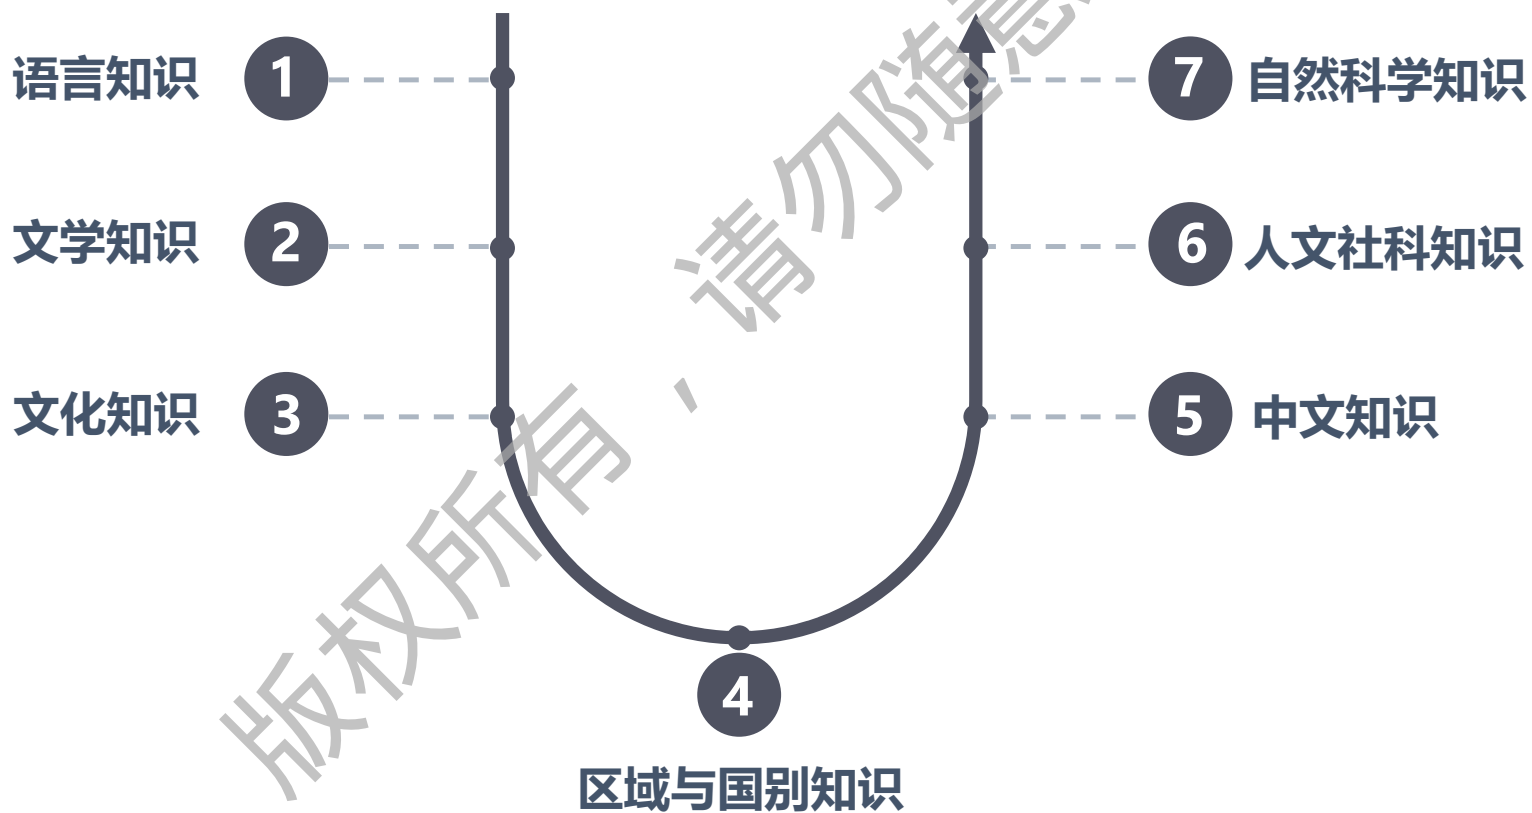 1 语言知识
2 文学知识
3 文化知识
4 区域与国别知识
5 中文知识
6 人文社科知识
7 自然科学知识
版权所有，请勿随意